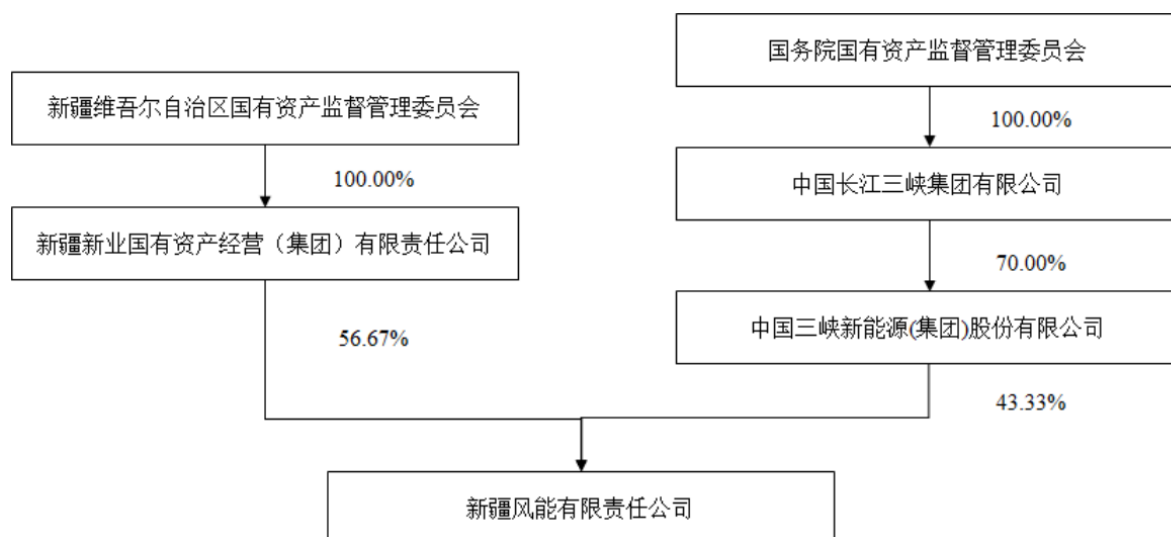 国务院国有资产监督管理委员会
新疆维吾尔自治区国有资产监督管理委员会
100.00%
100.00%
中国长江三峡集团有限公司
新疆新业国有资产经营（集团）有限责任公司
70.00%
56.67%
中国三峡新能源(集团)股份有限公司
43.33%
新疆风能有限责任公司